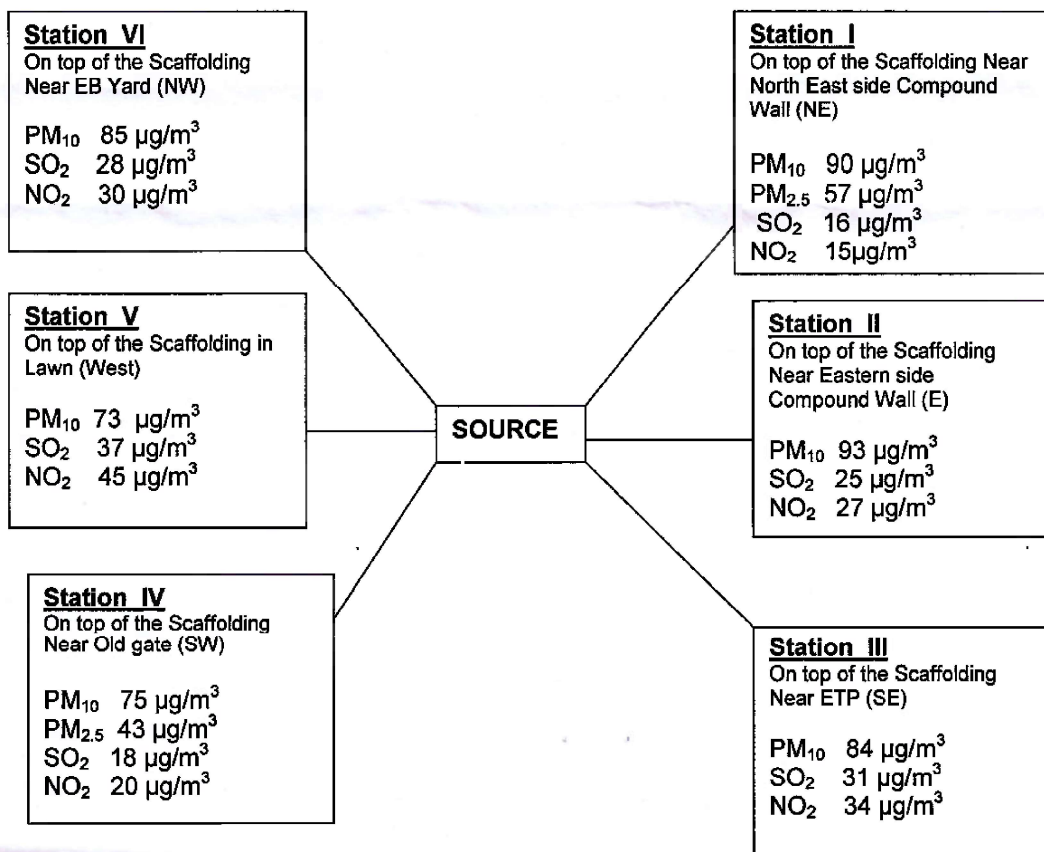 Station VI
On top of the Scaffolding
Near EB Yard (NW)
PM₁₀ 85 µg/m³
SO₂ 28 µg/m³
NO₂ 30 µg/m³
Station I
On top of the Scaffolding Near
North East side Compound
Wall (NE)
PM₁₀ 90 µg/m³
PM₂.₅ 57 µg/m³
SO₂ 16 µg/m³
NO₂ 15µg/m³
Station V
On top of the Scaffolding in
Lawn (West)
PM₁₀ 73 µg/m³
SO₂ 37 µg/m³
NO₂ 45 µg/m³
SOURCE
Station II
On top of the Scaffolding
Near Eastern side
Compound Wall (E)
PM₁₀ 93 µg/m³
SO₂ 25 µg/m³
NO₂ 27 µg/m³
Station IV
On top of the Scaffolding
Near Old gate (SW)
PM₁₀ 75 µg/m³
PM₂.₅ 43 µg/m³
SO₂ 18 µg/m³
NO₂ 20 µg/m³
Station III
On top of the Scaffolding
Near ETP (SE)
PM₁₀ 84 µg/m³
SO₂ 31 µg/m³
NO₂ 34 µg/m³